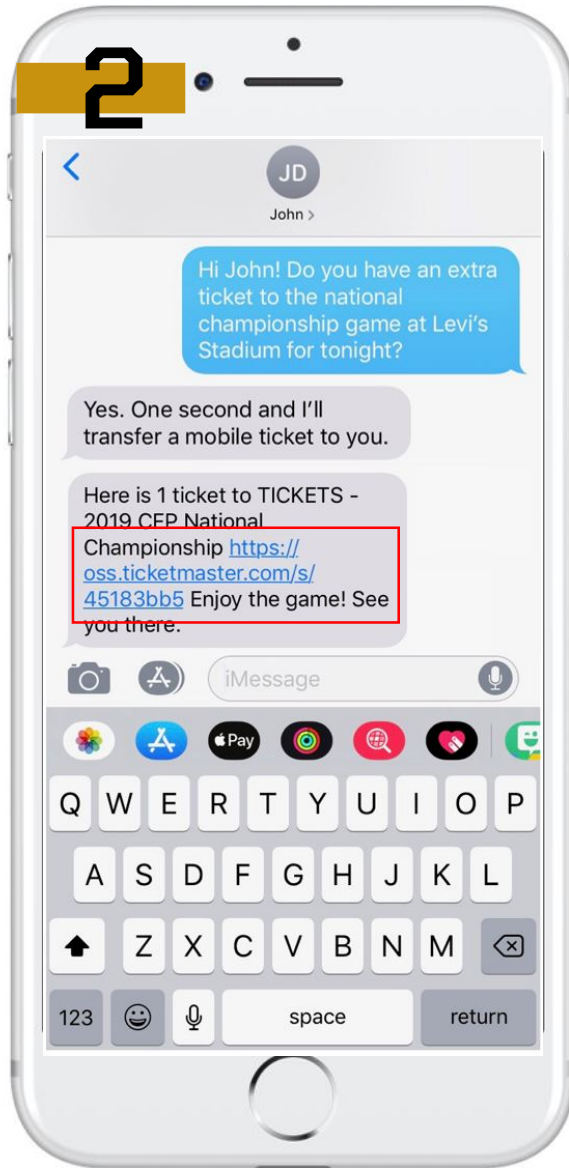 2
JD
John >
Hi John! Do you have an extra
ticket to the national
championship game at Levi's
Stadium for tonight?
Yes. One second and I'll
transfer a mobile ticket to you.
Here is 1 ticket to TICKETS -
2019 CFP National
Championship https://
oss.ticketmaster.com/s/
45183bb5 Enjoy the game! See
you there.
iMessage
Pay
Q W E R T Y U I O P
A S D F G H J K L
Z X C V B N M
123 space return